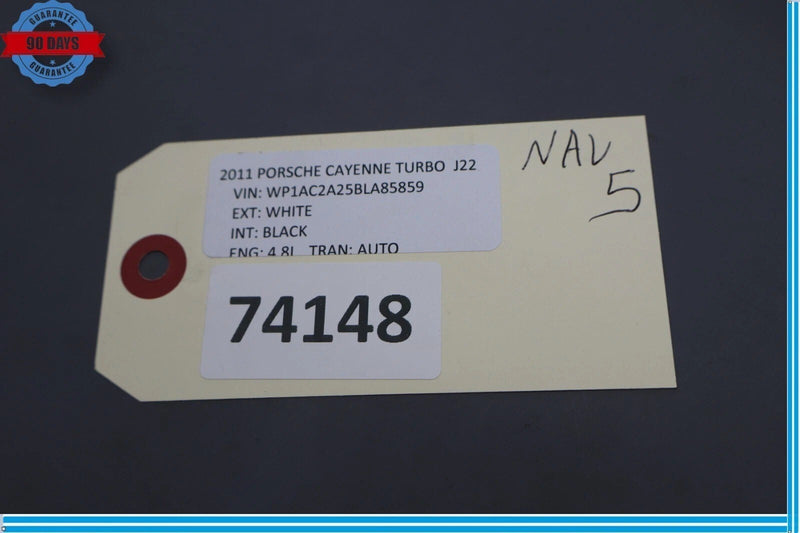 GUARANTEE
90 DAYS
GUARANTEE
NAV
5
2011 PORSCHE CAYENNE TURBO J22
VIN: WP1AC2A25BLA85859
EXT: WHITE
INT: BLACK
ENG: 4.8L TRAN: AUTO
74148